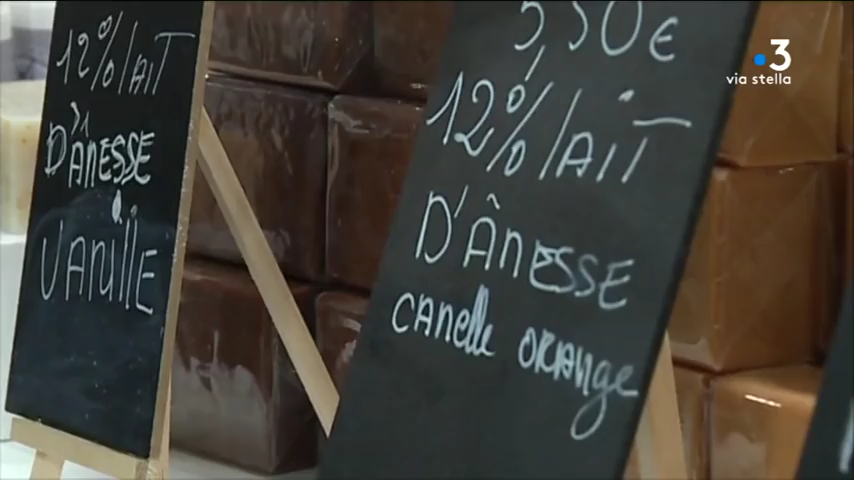 12% lAiT
D'ÂNESSE
à
VANillE
5,50€
12% lAiT
D'ÂNESSE
CANElle ORANge
3
via stella